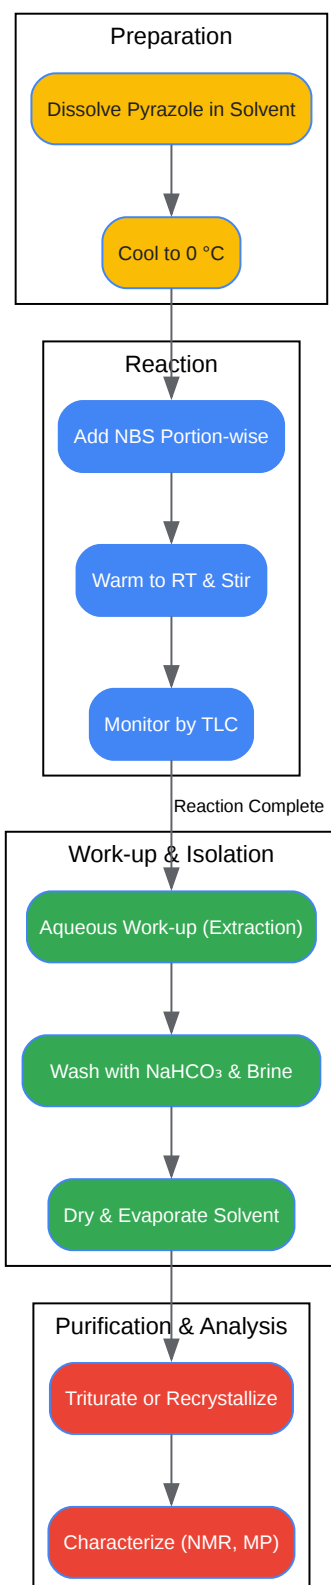 Preparation
Dissolve Pyrazole in Solvent
Cool to 0 °C
Reaction
Add NBS Portion-wise
Warm to RT & Stir
Monitor by TLC
Reaction Complete
Work-up & Isolation
Aqueous Work-up (Extraction)
Wash with NaHCO₃ & Brine
Dry & Evaporate Solvent
Purification & Analysis
Triturate or Recrystallize
Characterize (NMR, MP)